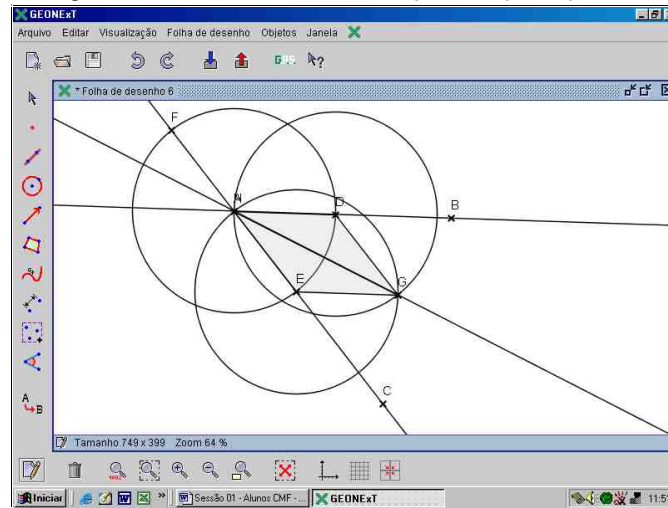 GEONExT
Arquivo Editar Visualização Folha de desenho Objetos Janela
* Folha de desenho 6
F
D
B
E
G
C
A
B
Tamanho 749 x 399 Zoom 64 %
Iniciar » Sessão 01 - Alunos CMF - ... GEONExT 11:5